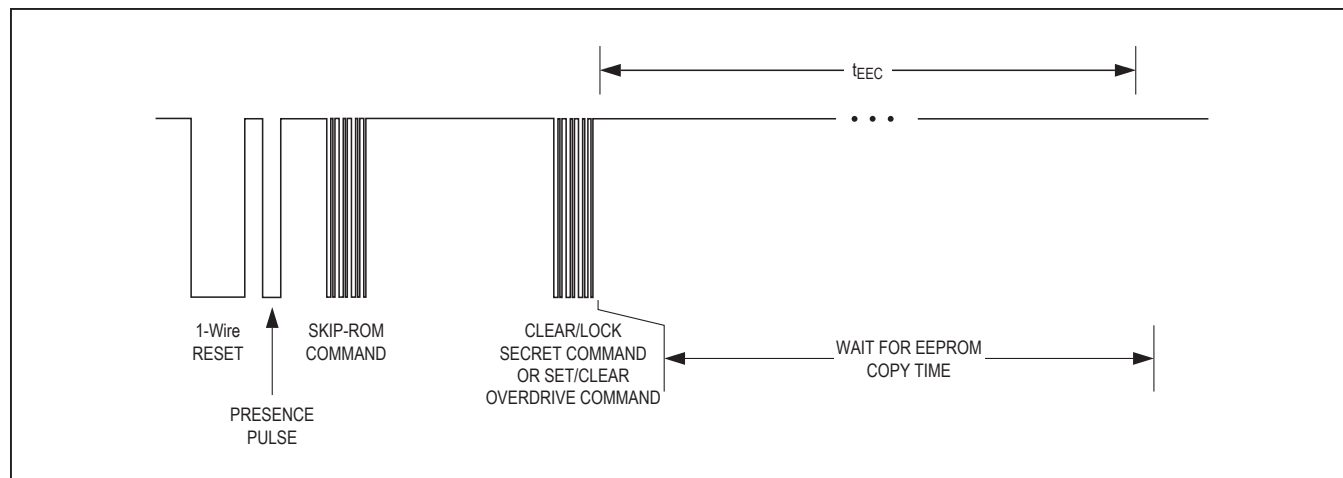 tEEC
1-Wire
RESET
PRESENCE
PULSE
SKIP-ROM
COMMAND
CLEAR/LOCK
SECRET COMMAND
OR SET/CLEAR
OVERDRIVE COMMAND
WAIT FOR EEPROM
COPY TIME